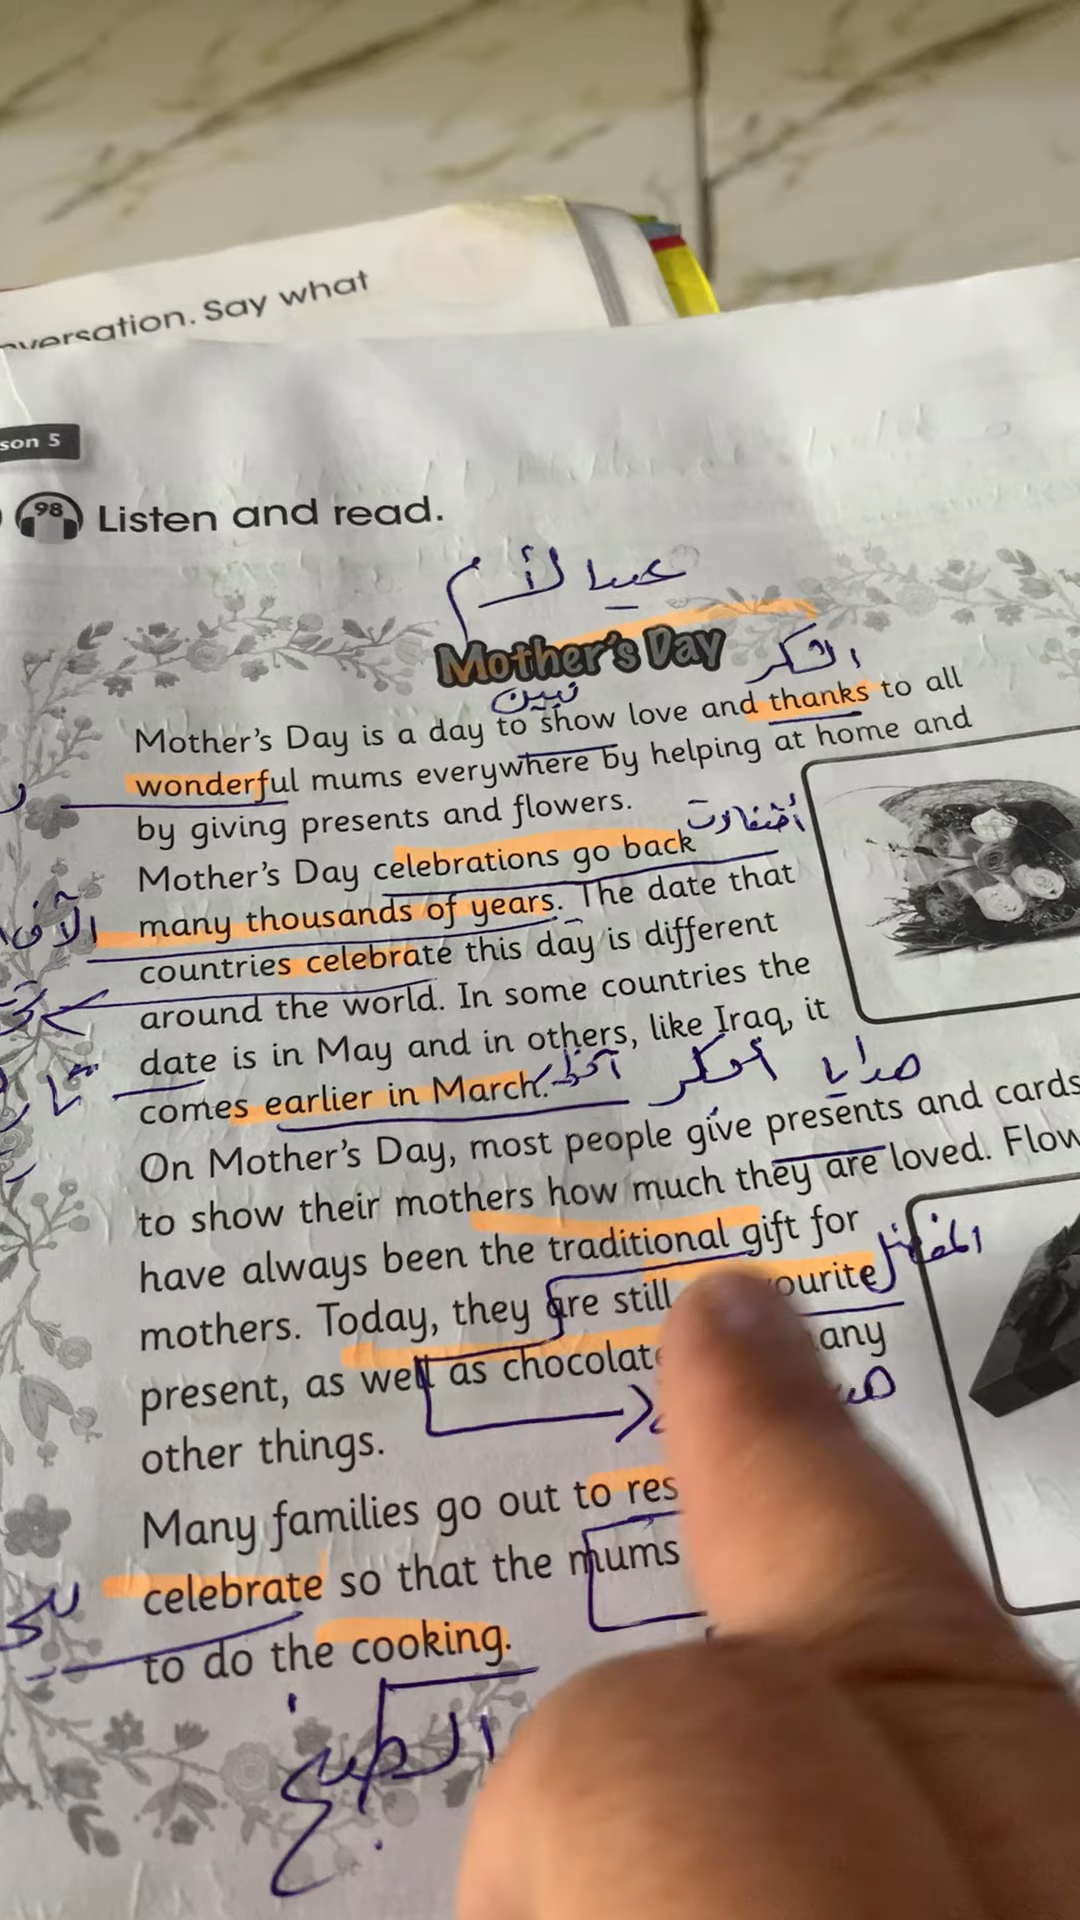 versation. Say what
son 5
98 Listen and read.
عيد الأم
Mother's Day
الشكر
نبين
Mother's Day is a day to show love and thanks to all
wonderful mums everywhere by helping at home and
by giving presents and flowers.
Mother's Day celebrations go back
many thousands of years. The date that
countries celebrate this day is different
around the world. In some countries the
date is in May and in others, like Iraq, it
comes earlier in March.
هدايا
On Mother's Day, most people give presents and cards
to show their mothers how much they are loved. Flow
have always been the traditional gift for
mothers. Today, they are still ourite
المفضل
present, as well as chocolate any
other things.
Many families go out to res
celebrate so that the mums
to do the cooking.
الطبخ